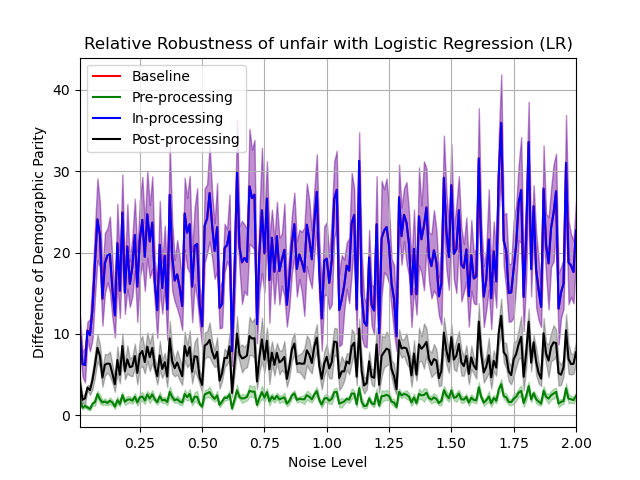 Relative Robustness of unfair with Logistic Regression (LR)
Baseline
Pre-processing
In-processing
Post-processing
Difference of Demographic Parity
40
30
20
10
0
0.25 0.50 0.75 1.00 1.25 1.50 1.75 2.00
Noise Level